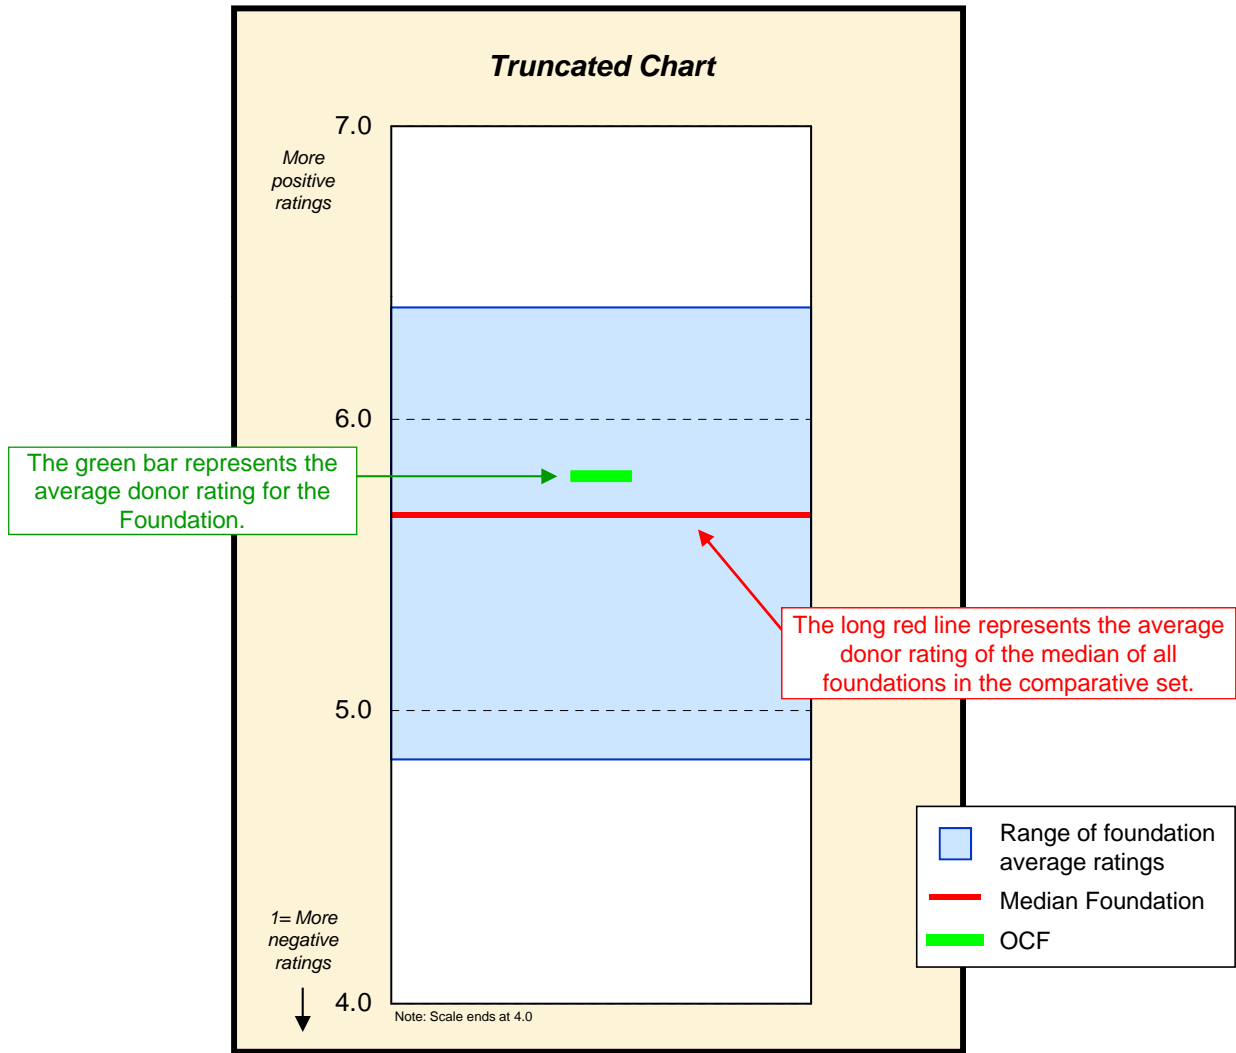 Truncated Chart
7.0
More
positive
ratings
6.0
The green bar represents the
average donor rating for the
Foundation.
The long red line represents the average
donor rating of the median of all
foundations in the comparative set.
5.0
Range of foundation
average ratings
Median Foundation
OCF
1= More
negative
ratings
4.0
Note: Scale ends at 4.0